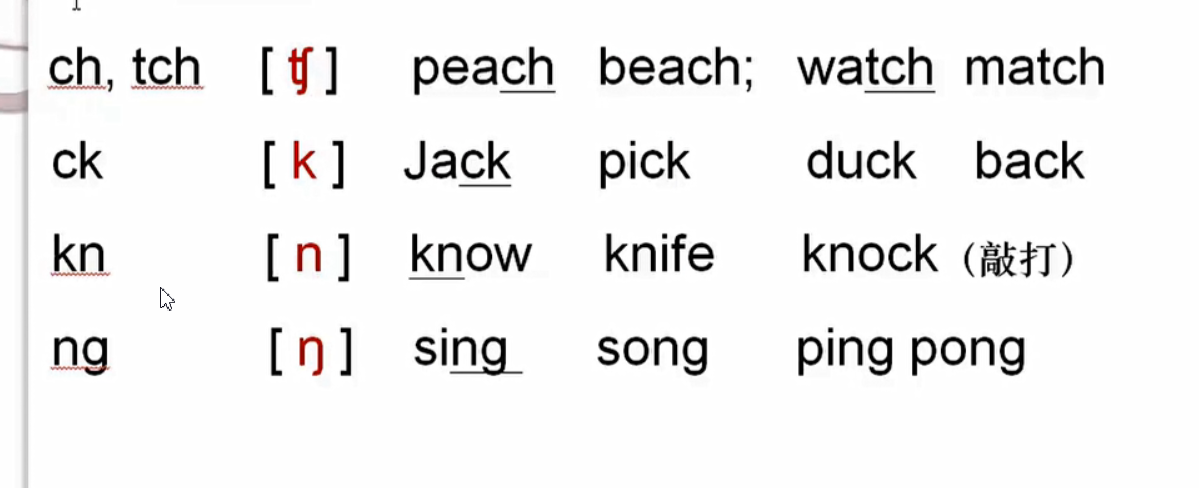 ch, tch [ ʧ ] peach beach; watch match
ck [ k ] Jack pick duck back
kn [ n ] know knife knock （敲打）
ng [ ŋ ] sing song ping pong